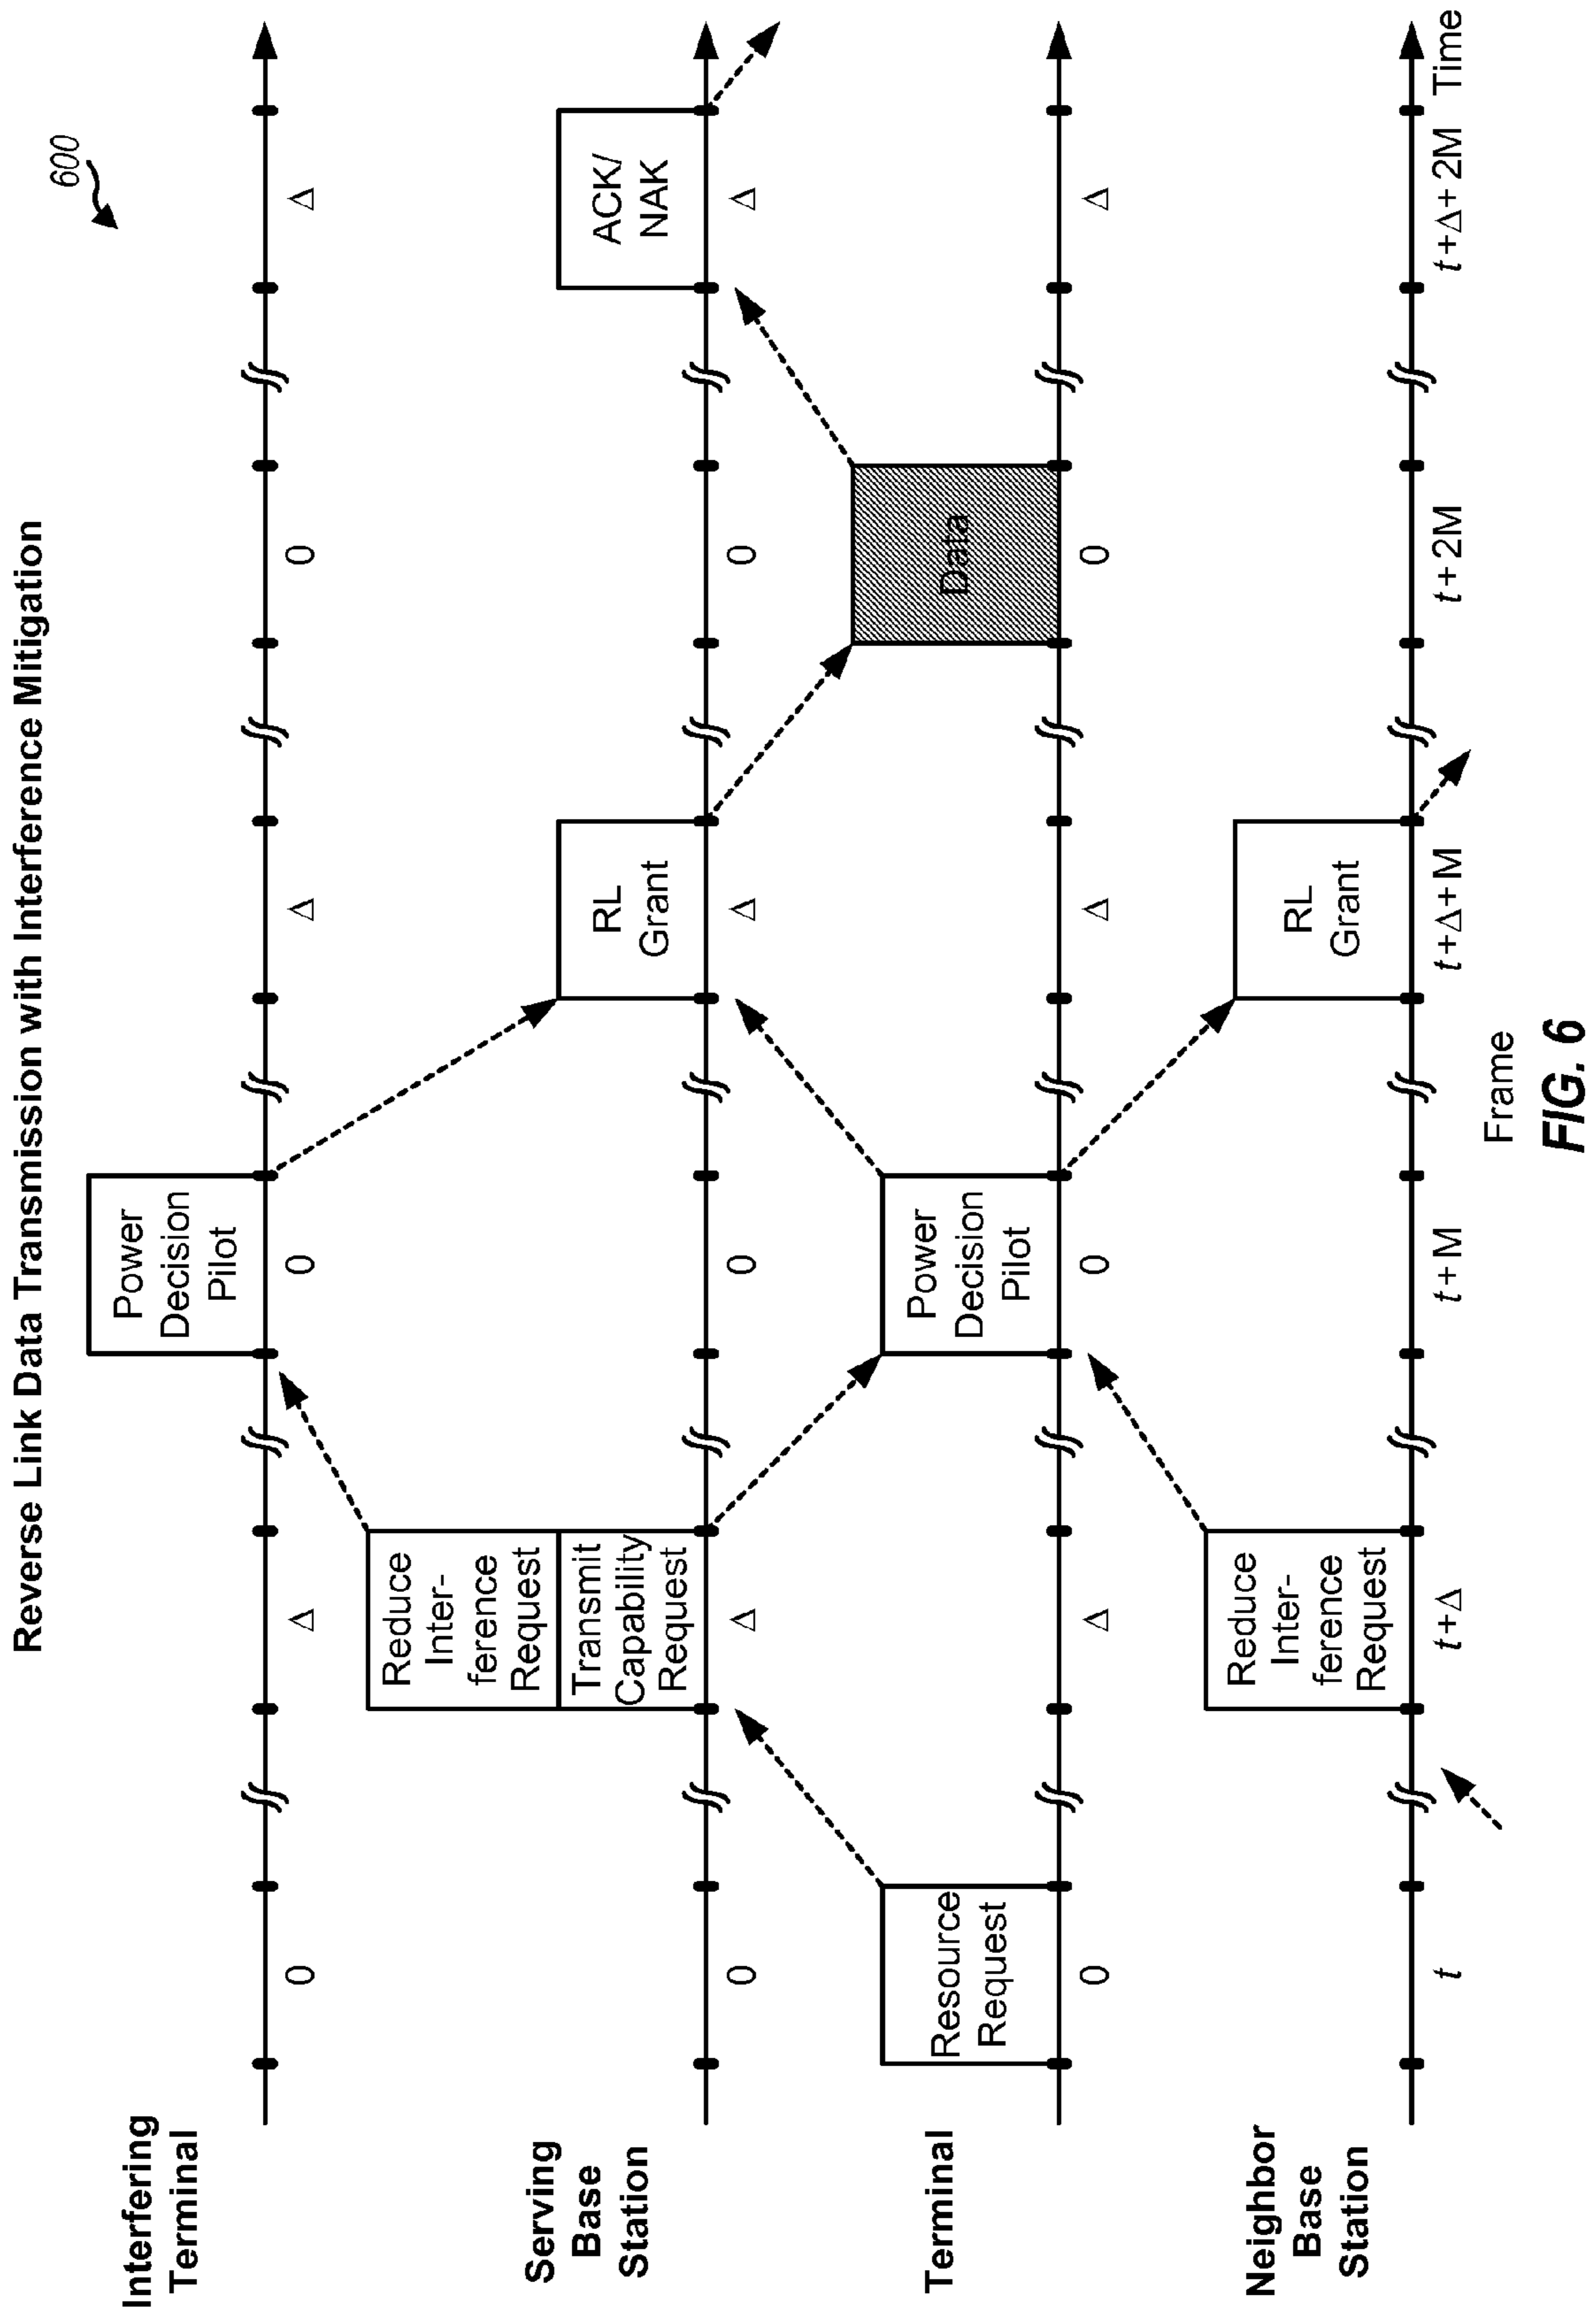 Reverse Link Data Transmission with Interference Mitigation
600
Interfering
Terminal
Power
Decision
Pilot
0
Δ
0
Δ
0
Δ
Serving
Base
Station
Reduce
Inter-
ference
Request
Transmit
Capability
Request
RL
Grant
ACK/
NAK
0
Δ
0
Δ
0
Δ
Terminal
Resource
Request
Power
Decision
Pilot
Data
0
Δ
0
Δ
0
Δ
Neighbor
Base
Station
Reduce
Inter-
ference
Request
RL
Grant
t
t+Δ
t+M
t+Δ+M
t+2M
t+Δ+2M
Time
Frame
FIG. 6